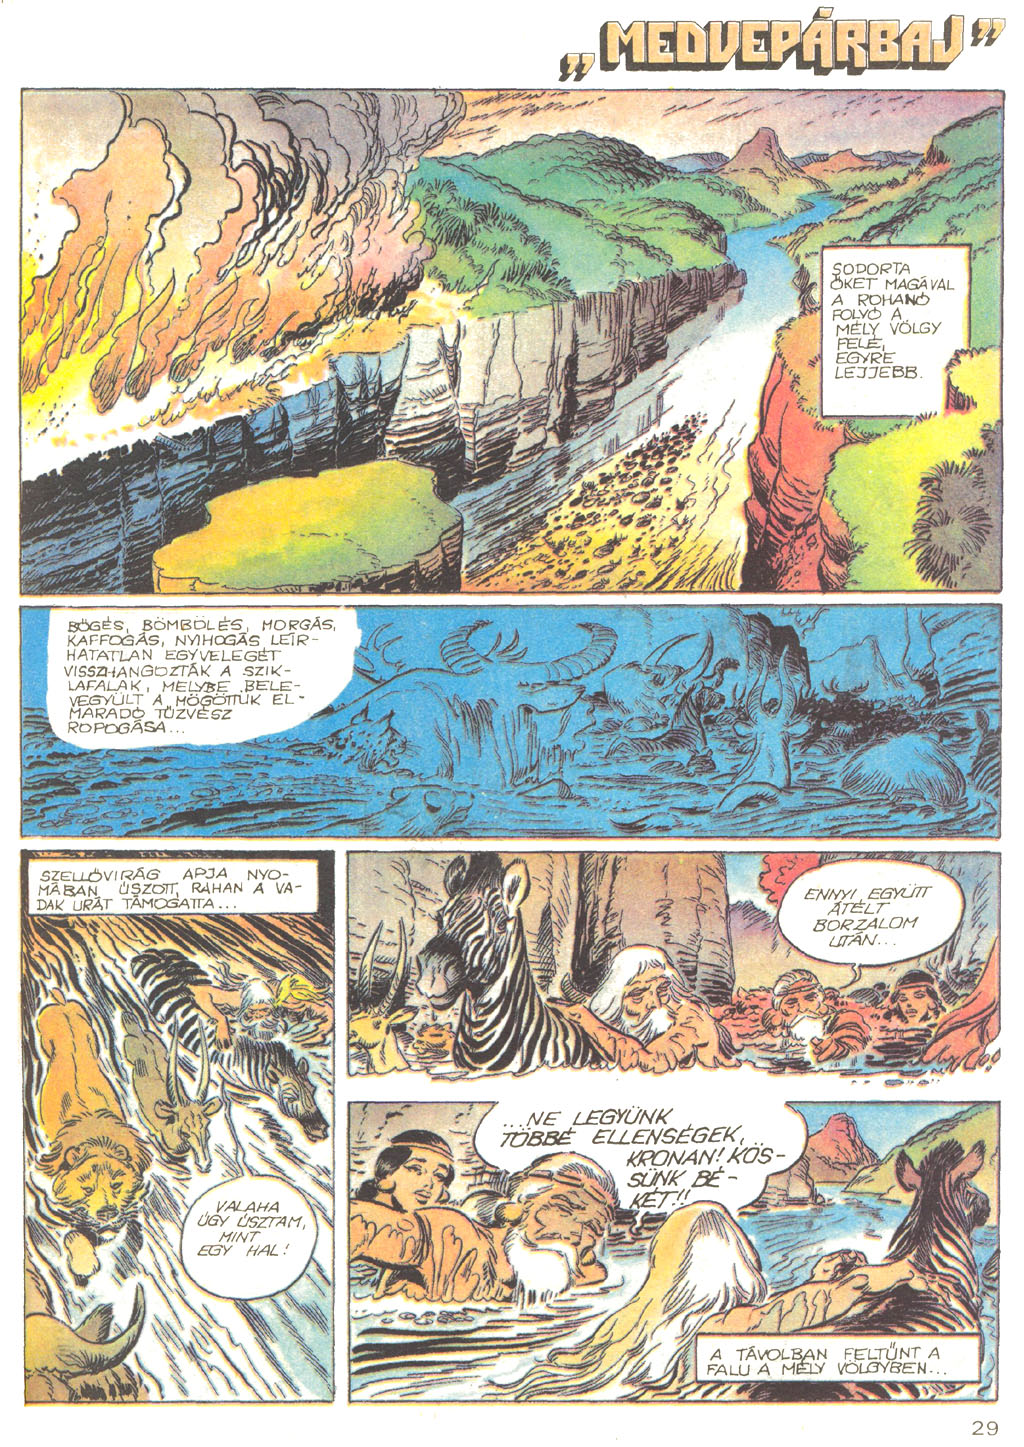 „MEDVEPÁRBAJ”
SODORTA
ŐKET MAGÁVAL
A ROHANÓ
FOLYÓ A
MÉLY VÖLGY
FELÉ,
EGYRE
LEJJEBB.
BŐGÉS, BÖMBÖLÉS, MORGÁS,
KAFFOGÁS, NYIHOGÁS LEÍR-
HATATLAN EGYVELEGÉT
VISSZHANGOZTÁK A SZIK-
LAFALAK, MELYBE BELE-
VEGYÜLT A MÖGÖTTÜK EL-
MARADÓ TŰZVÉSZ
ROPOGÁSA...
SZELLŐVIRÁG APJA NYO-
MÁBAN ÚSZOTT, RAHAN A VA-
DAK URÁT TÁMOGATTA...
VALAHA
ÚGY ÚSZTAM,
MINT
EGY HAL!
ENNYI EGYÜTT
ÁTÉLT
BORZALOM
UTÁN...
...NE LEGYÜNK
TÖBBÉ ELLENSÉGEK,
KRONAN! KÖS-
SÜNK BÉ-
KÉT!!
A TÁVOLBAN FELTŰNT A
FALU A MÉLY VÖLGYBEN...
29